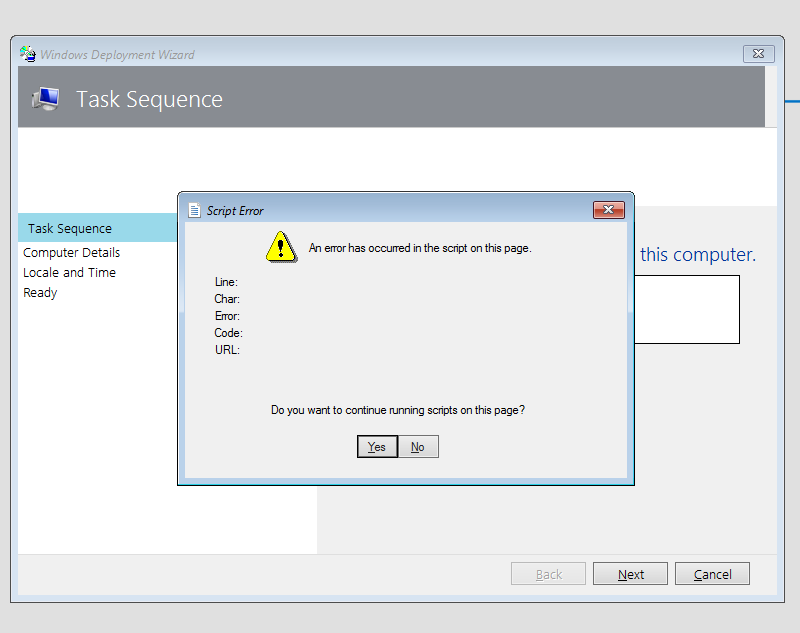 Windows Deployment Wizard
Task Sequence
Task Sequence
Computer Details
Locale and Time
Ready
this computer.
Script Error
An error has occurred in the script on this page.
Line:
Char:
Error:
Code:
URL:
Do you want to continue running scripts on this page?
Yes No
Back Next Cancel